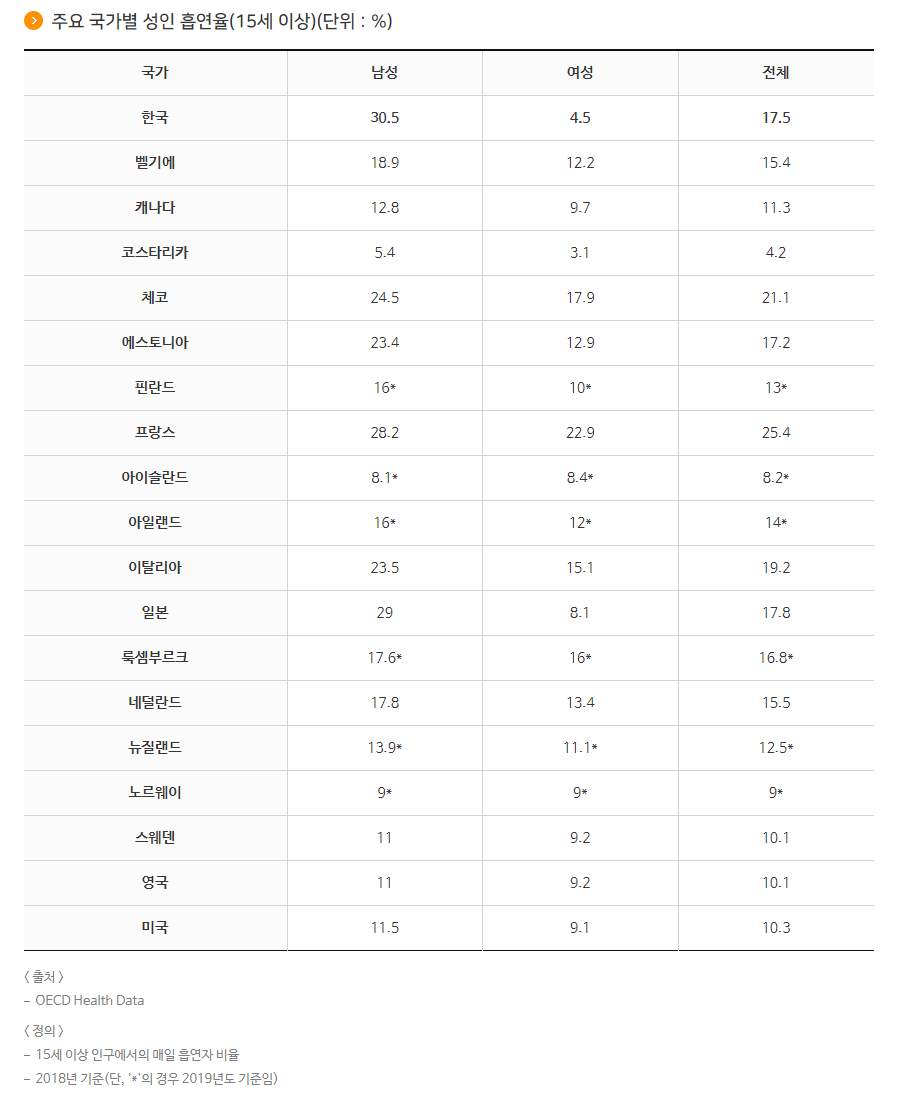 주요 국가별 성인 흡연율(15세 이상)(단위 : %)
국가 남성 여성 전체
한국 30.5 4.5 17.5
벨기에 18.9 12.2 15.4
캐나다 12.8 9.7 11.3
코스타리카 5.4 3.1 4.2
체코 24.5 17.9 21.1
에스토니아 23.4 12.9 17.2
핀란드 16* 10* 13*
프랑스 28.2 22.9 25.4
아이슬란드 8.1* 8.4* 8.2*
아일랜드 16* 12* 14*
이탈리아 23.5 15.1 19.2
일본 29 8.1 17.8
룩셈부르크 17.6* 16* 16.8*
네덜란드 17.8 13.4 15.5
뉴질랜드 13.9* 11.1* 12.5*
노르웨이 9* 9* 9*
스웨덴 11 9.2 10.1
영국 11 9.2 10.1
미국 11.5 9.1 10.3
〈 출처 〉
– OECD Health Data
〈 정의 〉
– 15세 이상 인구에서의 매일 흡연자 비율
– 2018년 기준(단, '*'의 경우 2019년도 기준임)